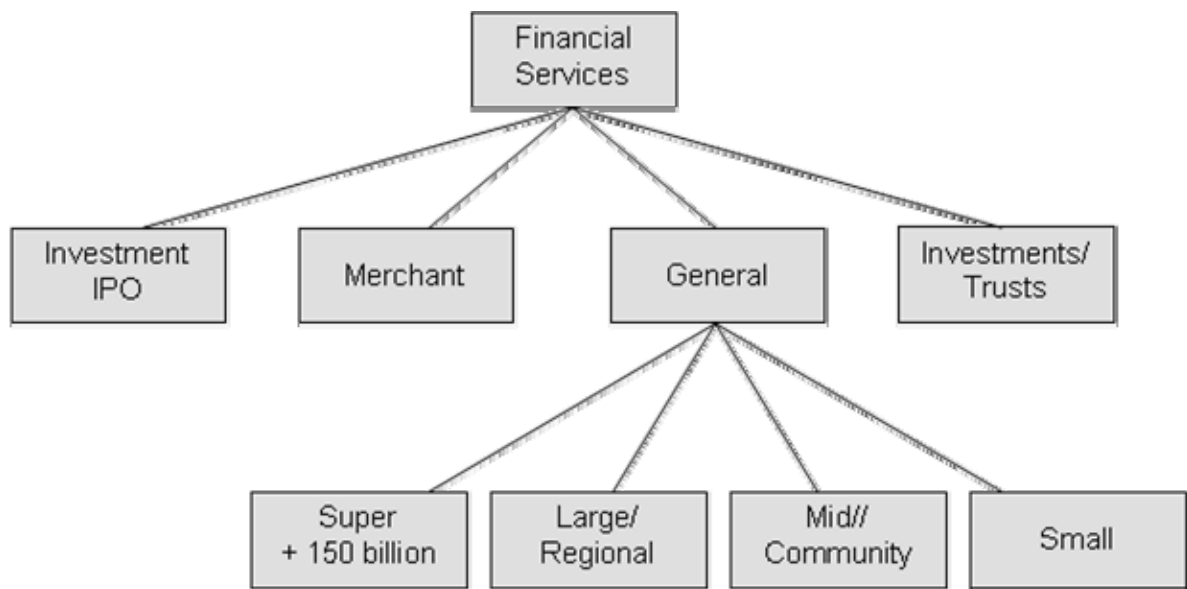 Financial
Services
Investment
IPO
Merchant
General
Investments/
Trusts
Super
+ 150 billion
Large/
Regional
Mid//
Community
Small